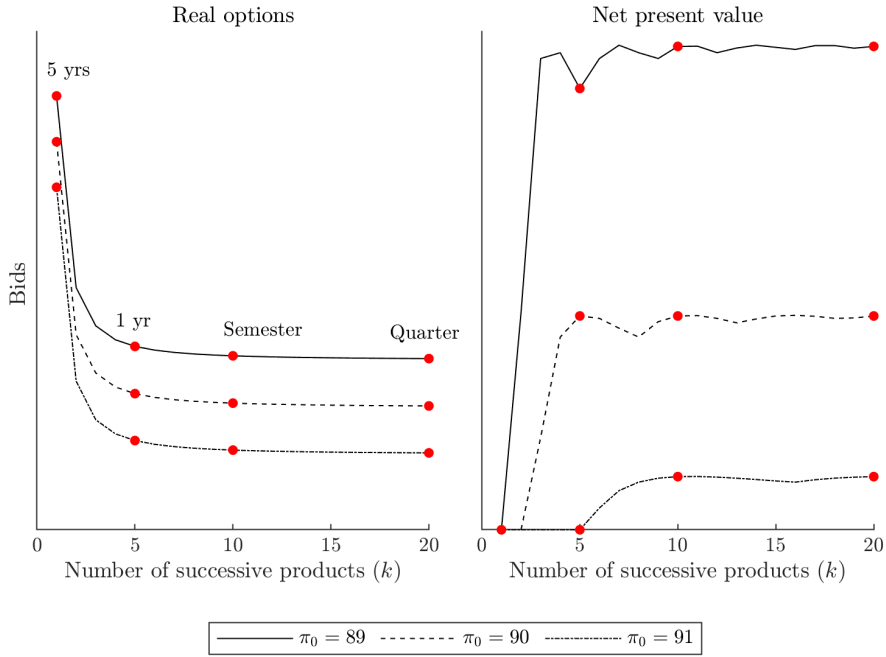 Real options
Net present value
5 yrs
1 yr
Semester
Quarter
Bids
0 5 10 15 20
0 5 10 15 20
Number of successive products (k)
Number of successive products (k)
π₀ = 89 π₀ = 90 π₀ = 91